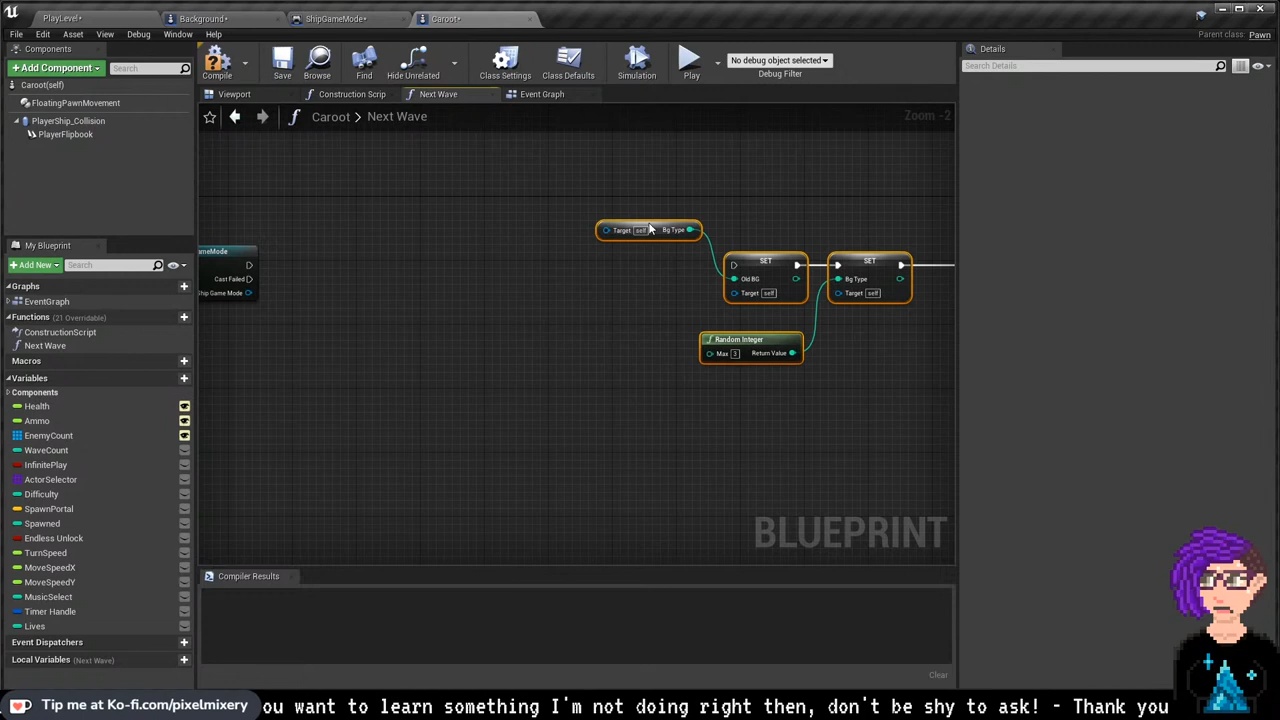 PlayLevel*
Background*
ShipGameMode*
Caroot*
File
Edit
Asset
View
Debug
Window
Help
Parent class: Pawn
Components
+ Add Component
Search
Caroot(self)
FloatingPawnMovement
PlayerShip_Collision
PlayerFlipbook
Compile
Save
Browse
Find
Hide Unrelated
Class Settings
Class Defaults
Simulation
Play
No debug object selected
Debug Filter
Viewport
Construction Scrip
Next Wave
Event Graph
f
Caroot > Next Wave
Zoom -2
Details
Search Details
ameMode
Cast Failed
Ship Game Mode
Target self
Bg Type
SET
Old BG
Target self
SET
Bg Type
Target self
f Random Integer
Max 3
Return Value
BLUEPRINT
My Blueprint
+ Add New
Search
Graphs
EventGraph
Functions (21 Overridable)
ConstructionScript
Next Wave
Macros
Variables
Components
Health
Ammo
EnemyCount
WaveCount
InfinitePlay
ActorSelector
Difficulty
SpawnPortal
Spawned
Endless Unlock
TurnSpeed
MoveSpeedX
MoveSpeedY
MusicSelect
Timer Handle
Lives
Event Dispatchers
Local Variables (Next Wave)
Compiler Results
Clear
Tip me at Ko-fi.com/pixelmixery
ou want to learn something I'm not doing right then, don't be shy to ask! - Thank you